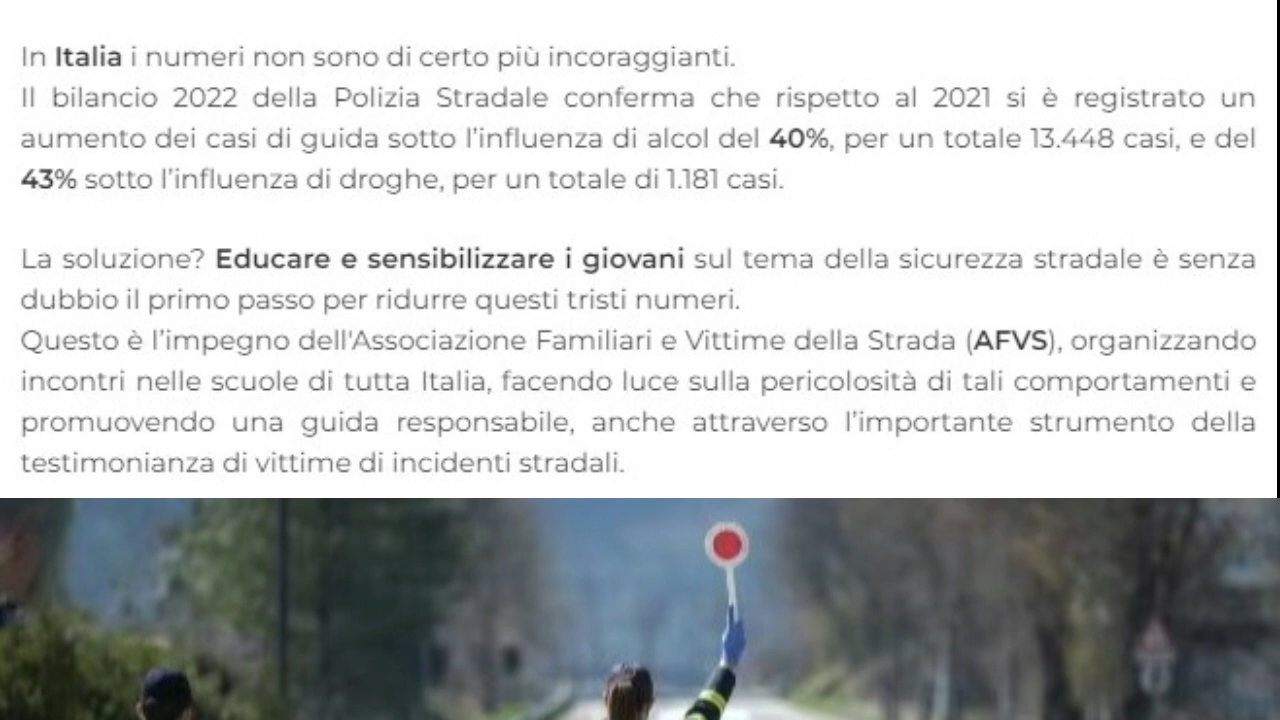 In Italia i numeri non sono di certo più incoraggianti.
Il bilancio 2022 della Polizia Stradale conferma che rispetto al 2021 si è registrato un
aumento dei casi di guida sotto l’influenza di alcol del 40%, per un totale 13.448 casi, e del
43% sotto l’influenza di droghe, per un totale di 1.181 casi.
La soluzione? Educare e sensibilizzare i giovani sul tema della sicurezza stradale è senza
dubbio il primo passo per ridurre questi tristi numeri.
Questo è l’impegno dell'Associazione Familiari e Vittime della Strada (AFVS), organizzando
incontri nelle scuole di tutta Italia, facendo luce sulla pericolosità di tali comportamenti e
promuovendo una guida responsabile, anche attraverso l’importante strumento della
testimonianza di vittime di incidenti stradali.